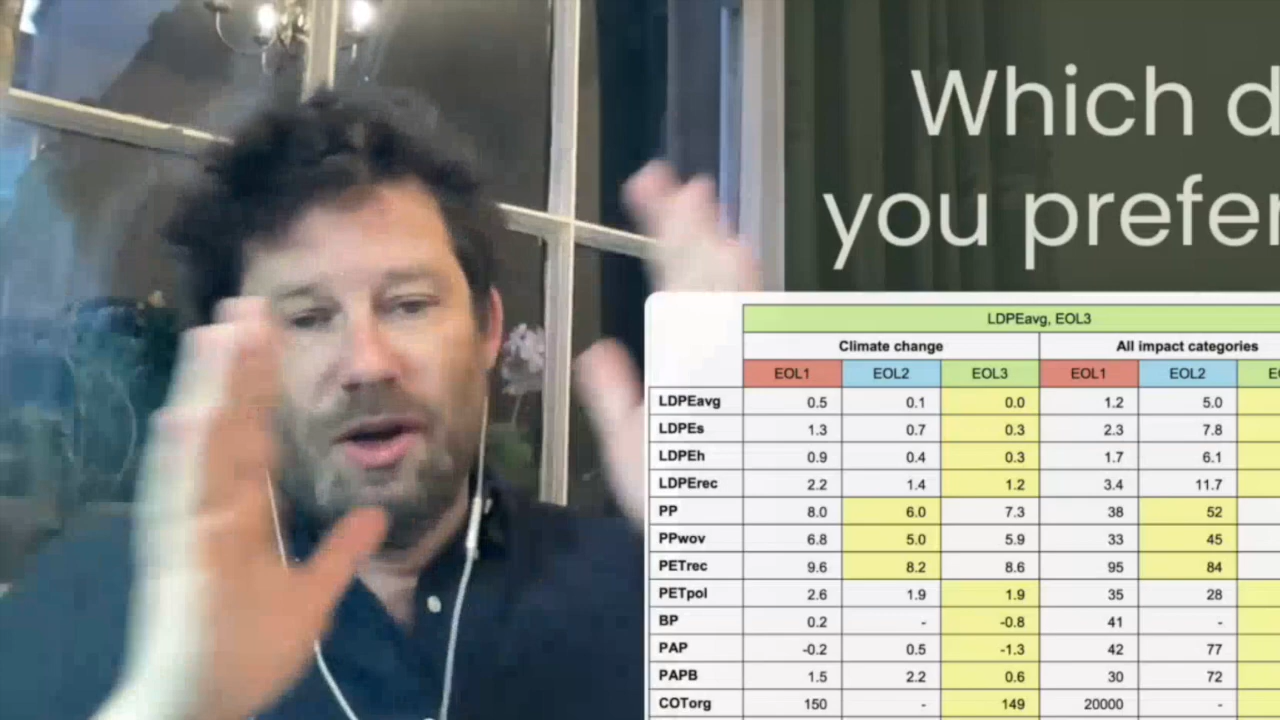 Which d
you prefer
LDPEavg, EOL3
Climate change All impact categories
EOL1 EOL2 EOL3 EOL1 EOL2 E
LDPEavg 0.5 0.1 0.0 1.2 5.0
LDPEs 1.3 0.7 0.3 2.3 7.8
LDPEh 0.9 0.4 0.3 1.7 6.1
LDPErec 2.2 1.4 1.2 3.4 11.7
PP 8.0 6.0 7.3 38 52
PPwov 6.8 5.0 5.9 33 45
PETrec 9.6 8.2 8.6 95 84
PETpol 2.6 1.9 1.9 35 28
BP 0.2 - -0.8 41 -
PAP -0.2 0.5 -1.3 42 77
PAPB 1.5 2.2 0.6 30 72
COTorg 150 - 149 20000 -